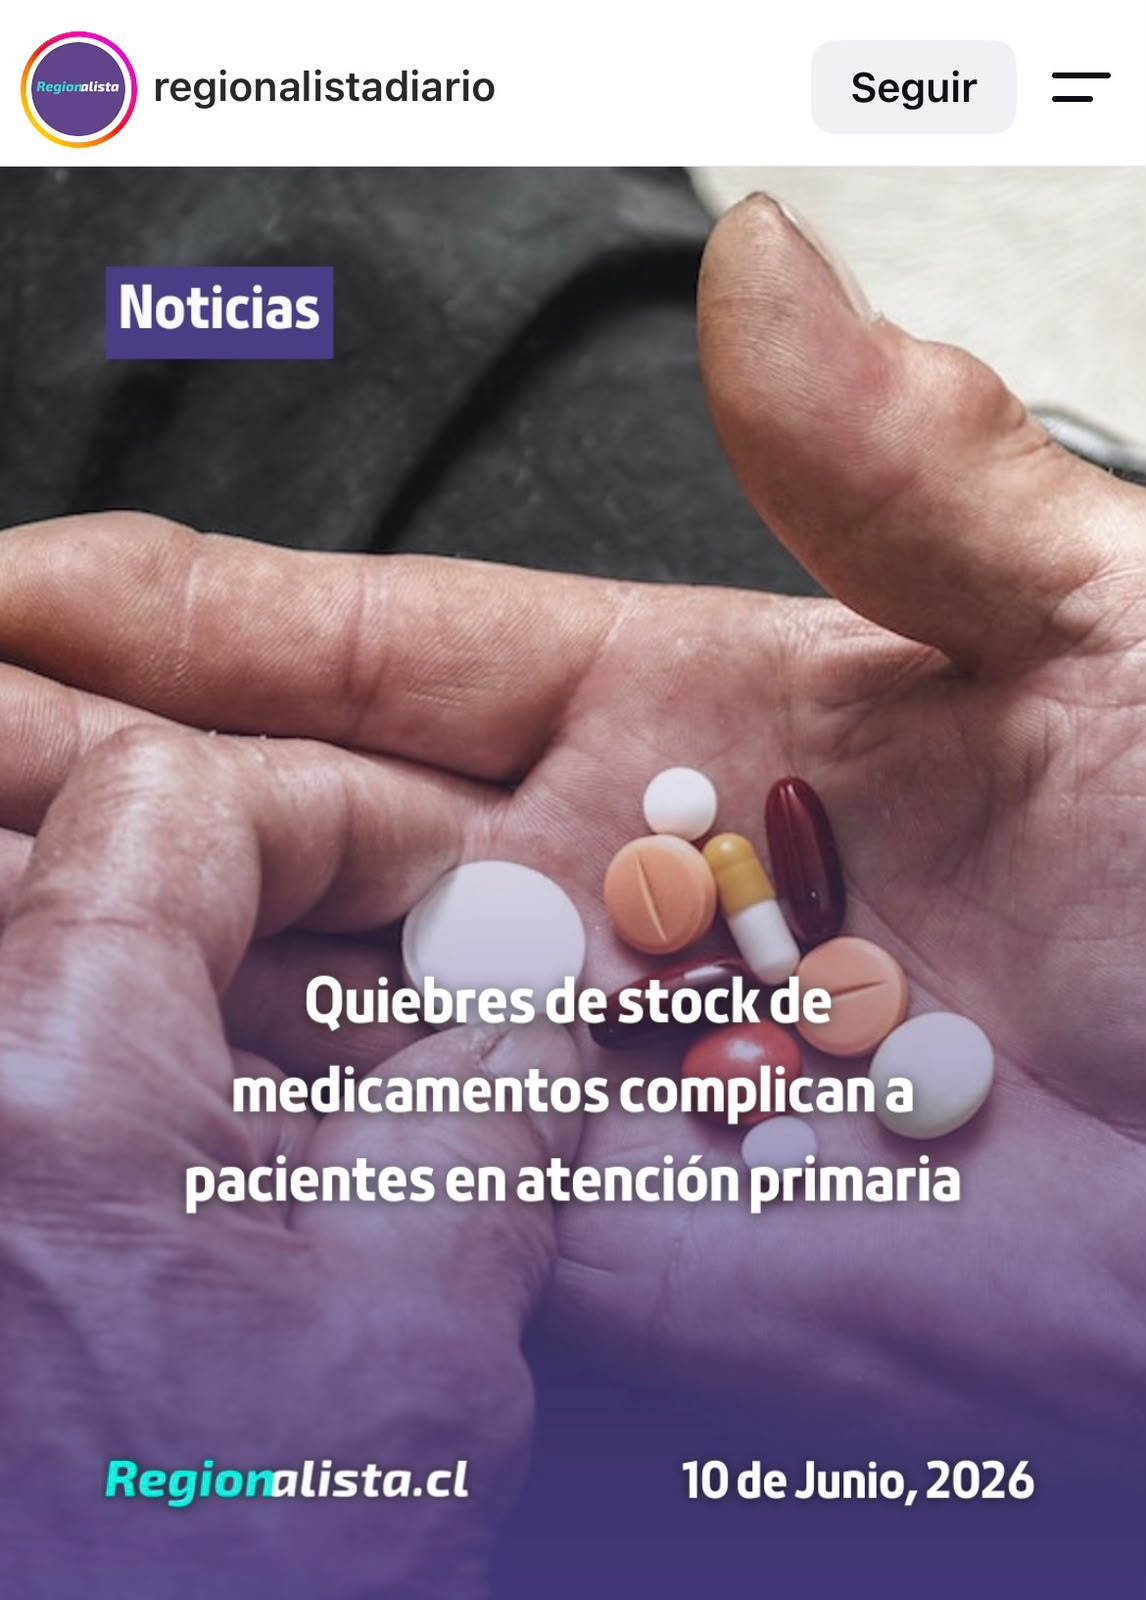 Regionalista
regionalistadiario
Seguir
Noticias
Quiebres de stock de
medicamentos complican a
pacientes en atención primaria
Regionalista.cl
10 de Junio, 2026